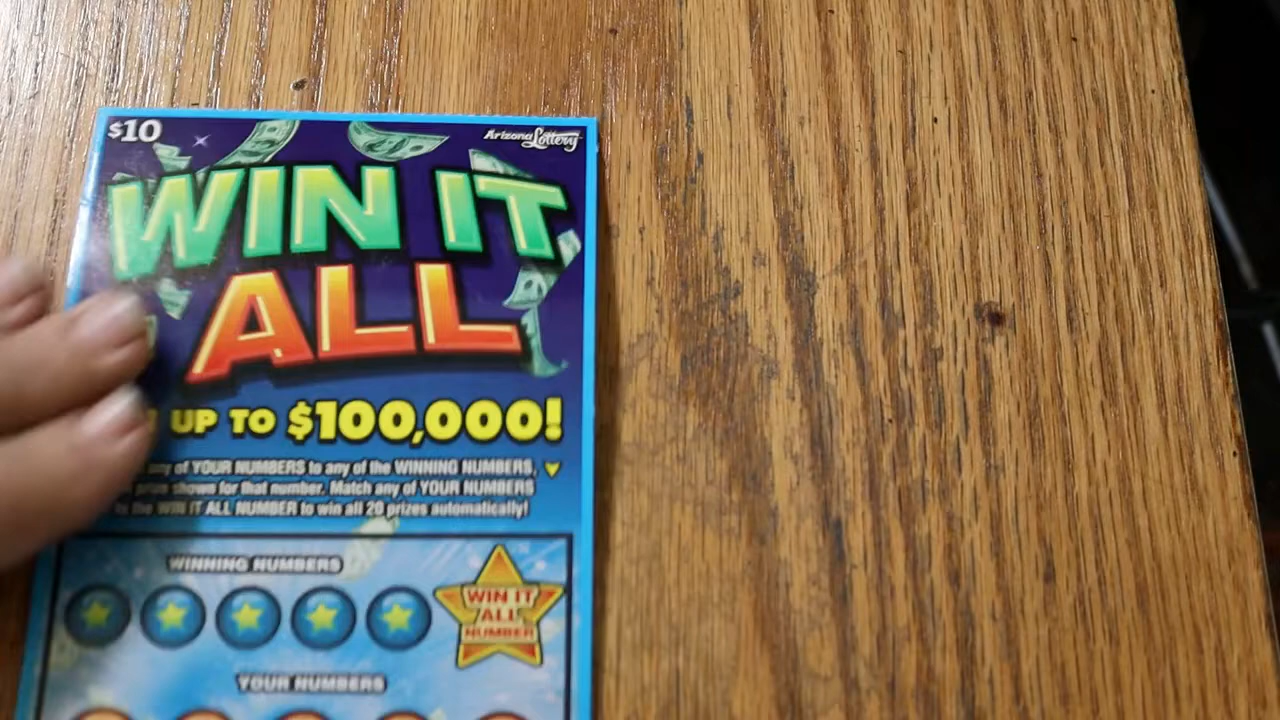 $10
Arizona Lottery
WIN IT
ALL
UP TO $100,000!
any of YOUR NUMBERS to any of the WINNING NUMBERS,
prize shown for that number. Match any of YOUR NUMBERS
to the WIN IT ALL NUMBER to win all 20 prizes automatically!
WINNING NUMBERS
WIN IT
ALL
NUMBER
YOUR NUMBERS